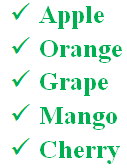 ✓ Apple
✓ Orange
✓ Grape
✓ Mango
✓ Cherry